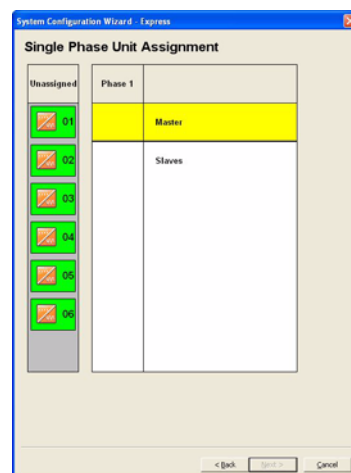 System Configuration Wizard - Express
Single Phase Unit Assignment
Unassigned
Phase 1
01
Master
02
Slaves
03
04
05
06
< Back
Next >
Cancel